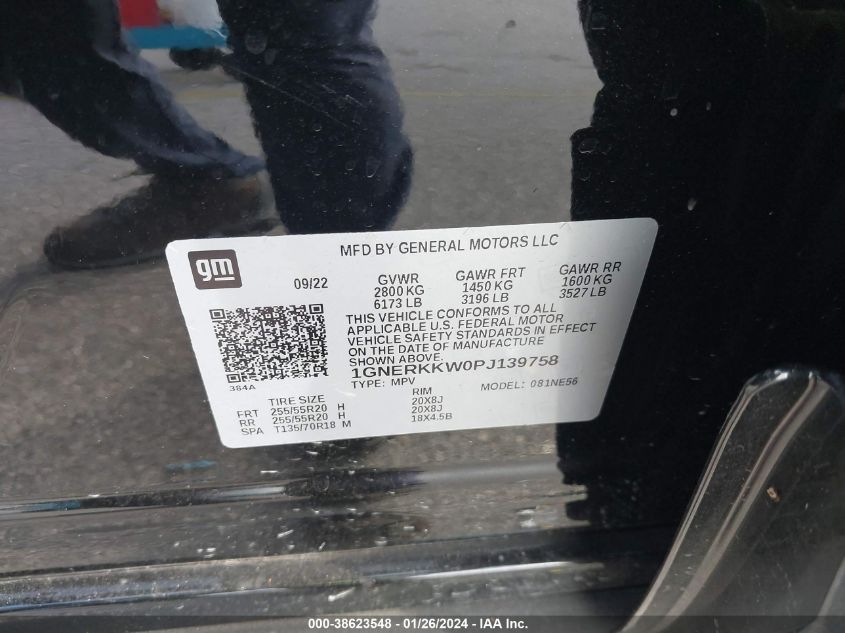 MFD BY GENERAL MOTORS LLC
gm
09/22
GVWR GAWR FRT GAWR RR
2800 KG 1450 KG 1600 KG
6173 LB 3196 LB 3527 LB
THIS VEHICLE CONFORMS TO ALL
APPLICABLE U.S. FEDERAL MOTOR
VEHICLE SAFETY STANDARDS IN EFFECT
ON THE DATE OF MANUFACTURE
SHOWN ABOVE.
384A
1GNERKKW0PJ139758
TYPE: MPV MODEL: 081NE56
TIRE SIZE RIM
FRT 255/55R20 H 20X8J
RR 255/55R20 H 20X8J
SPA T135/70R18 M 18X4.5B
000-38623548 - 01/26/2024 - IAA Inc.